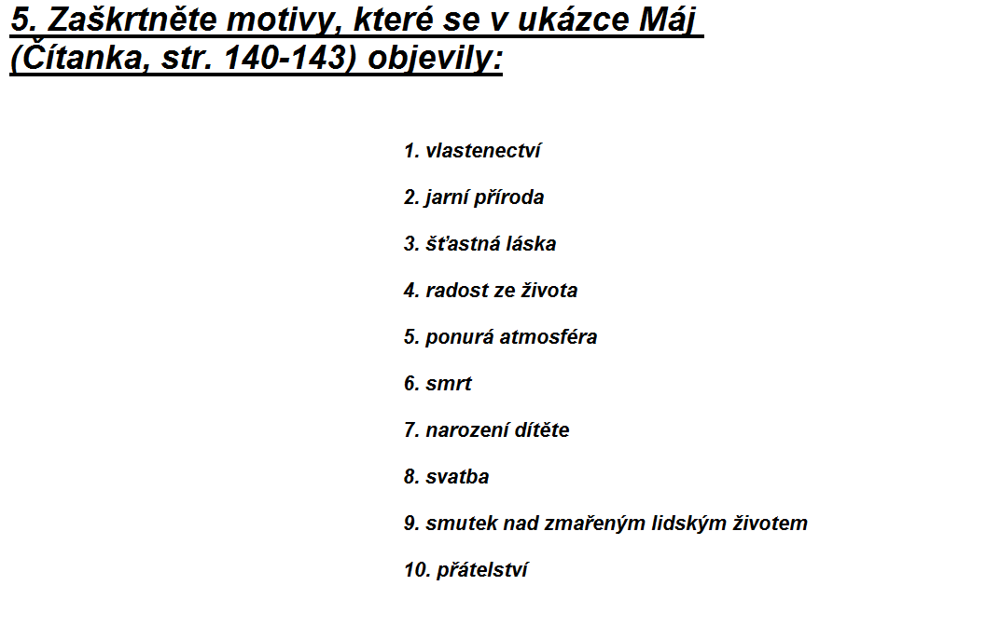 5. Zaškrtněte motivy, které se v ukázce Máj
(Čítanka, str. 140-143) objevily:
1. vlastenectví
2. jarní příroda
3. šťastná láska
4. radost ze života
5. ponurá atmosféra
6. smrt
7. narození dítěte
8. svatba
9. smutek nad zmařeným lidským životem
10. přátelství